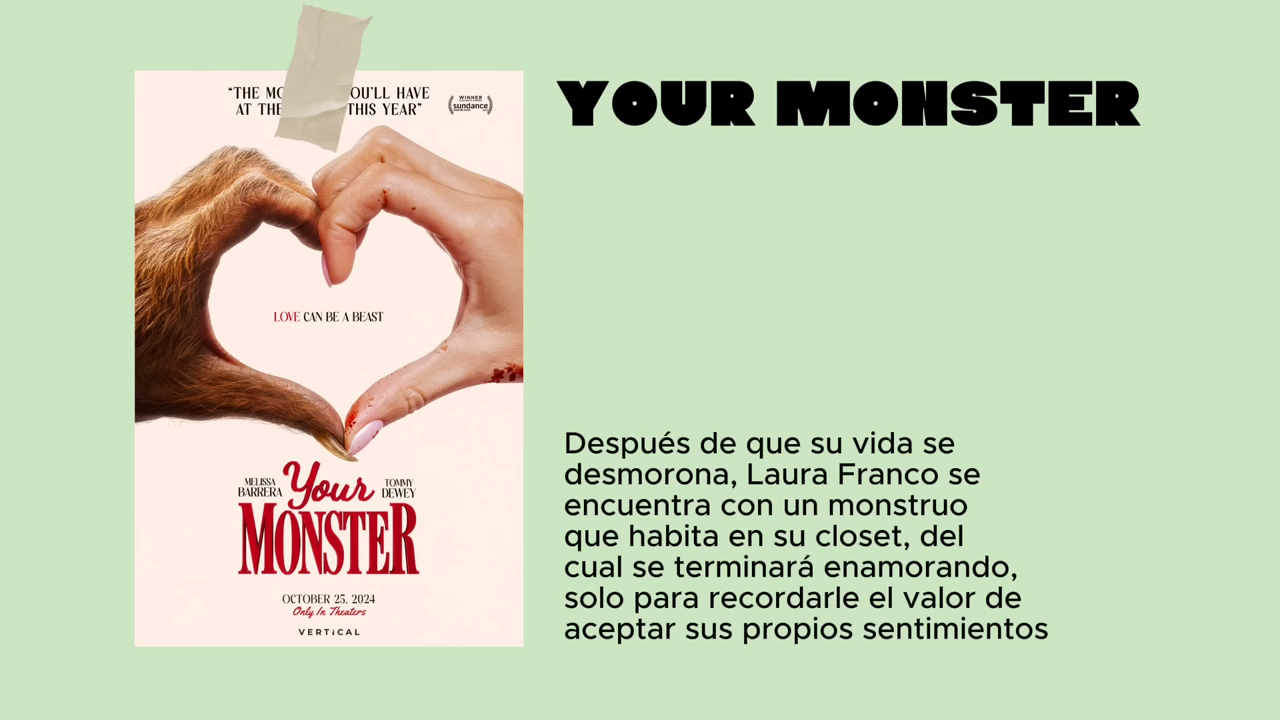 “THE MO OU’LL HAVE
AT THE THIS YEAR”
WINNER
sundance
YOUR MONSTER
LOVE CAN BE A BEAST
MELISSA BARRERA
Your
TOMMY DEWEY
MONSTER
OCTOBER 25, 2024
Only In Theaters
VERTICAL
Después de que su vida se
desmorona, Laura Franco se
encuentra con un monstruo
que habita en su closet, del
cual se terminará enamorando,
solo para recordarle el valor de
aceptar sus propios sentimientos